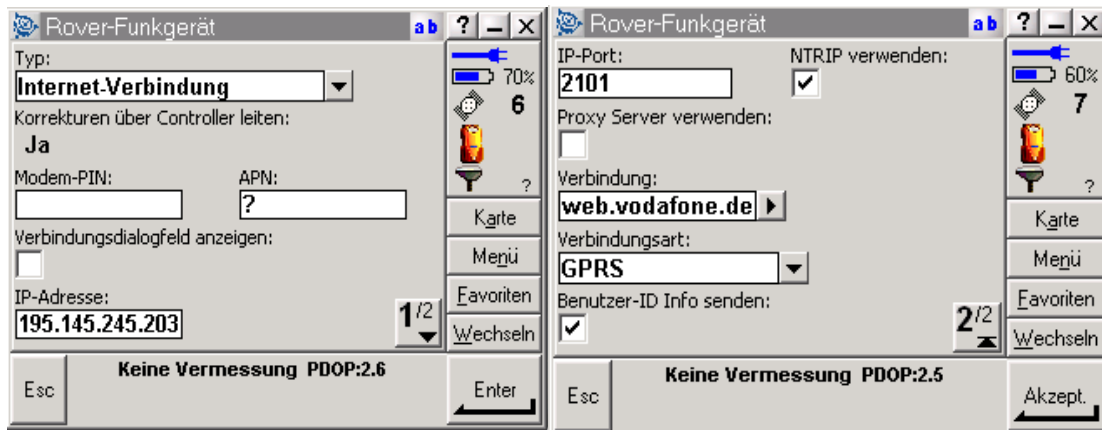 Rover-Funkgerät ab ? – X
Typ:
Internet-Verbindung
70%
6
Korrekturen über Controller leiten:
Ja
Modem-PIN: APN:
?
?
Karte
Verbindungsdialogfeld anzeigen:
Menü
IP-Adresse:
195.145.245.203
1/2
Favoriten
Wechseln
Esc
Keine Vermessung PDOP:2.6
Enter
Rover-Funkgerät ab ? – X
IP-Port: NTRIP verwenden:
2101
60%
7
Proxy Server verwenden:
Verbindung:
?
web.vodafone.de
Karte
Verbindungsart:
GPRS
Menü
Benutzer-ID Info senden:
2/2
Favoriten
Wechseln
Esc
Keine Vermessung PDOP:2.5
Akzept.